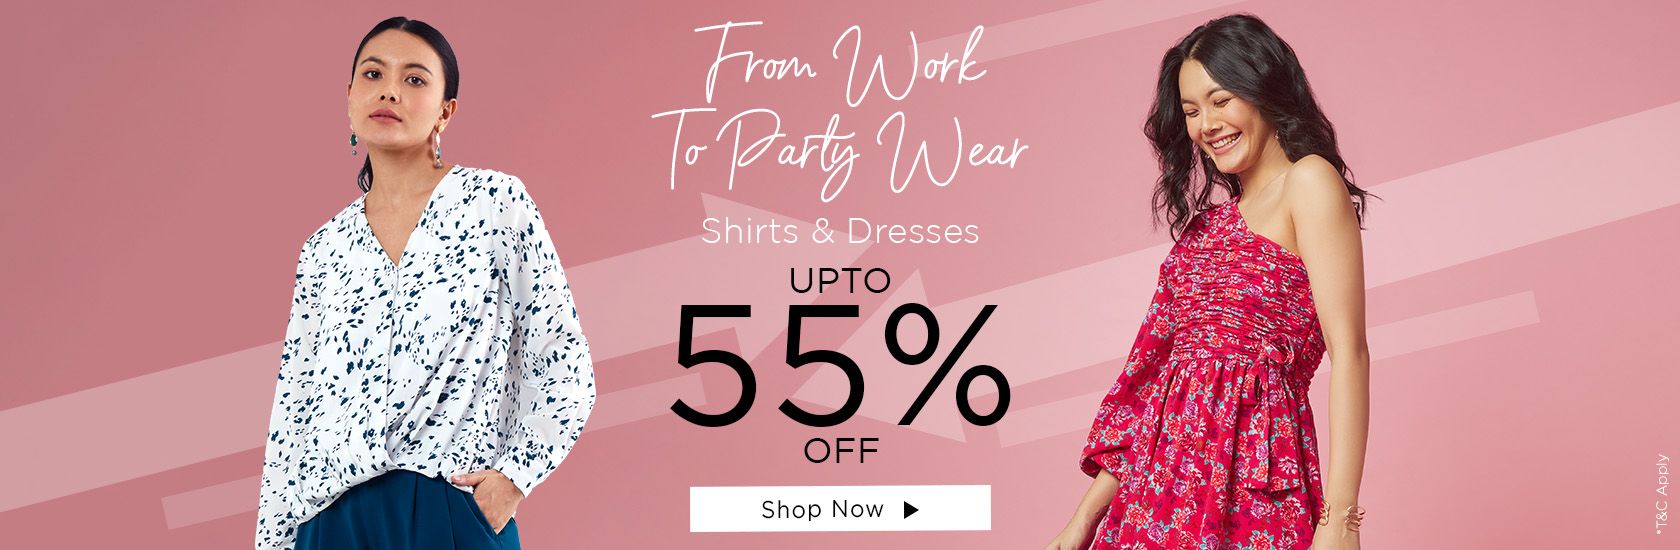 From Work
To Party Wear
Shirts & Dresses
UPTO
55%
OFF
Shop Now
*T&C Apply